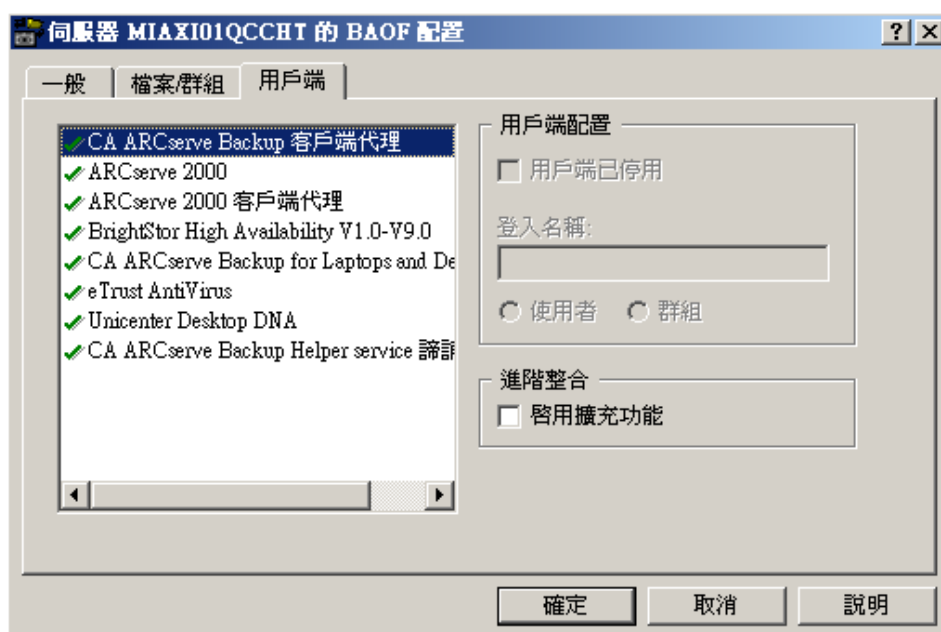 伺服器 MIAXI01QCCHT 的 BAOF 配置
一般
檔案/群組
用戶端
CA ARCserve Backup 客戶端代理
ARCserve 2000
ARCserve 2000 客戶端代理
BrightStor High Availability V1.0-V9.0
CA ARCserve Backup for Laptops and De
eTrust AntiVirus
Unicenter Desktop DNA
CA ARCserve Backup Helper service
用戶端配置
用戶端已停用
登入名稱:
使用者
群組
進階整合
啓用擴充功能
確定
取消
說明